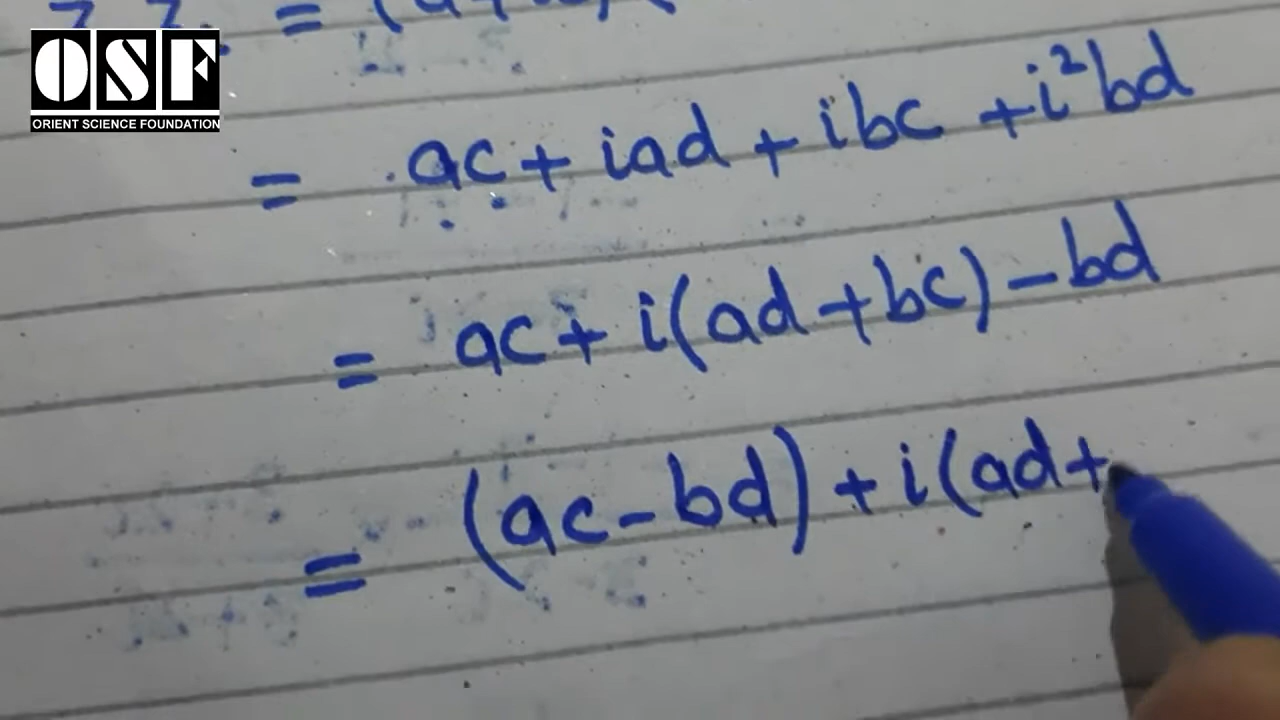 OSF
ORIENT SCIENCE FOUNDATION
= ac + iad + ibc + i²bd
= ac + i(ad + bc) - bd
= (ac - bd) + i(ad +